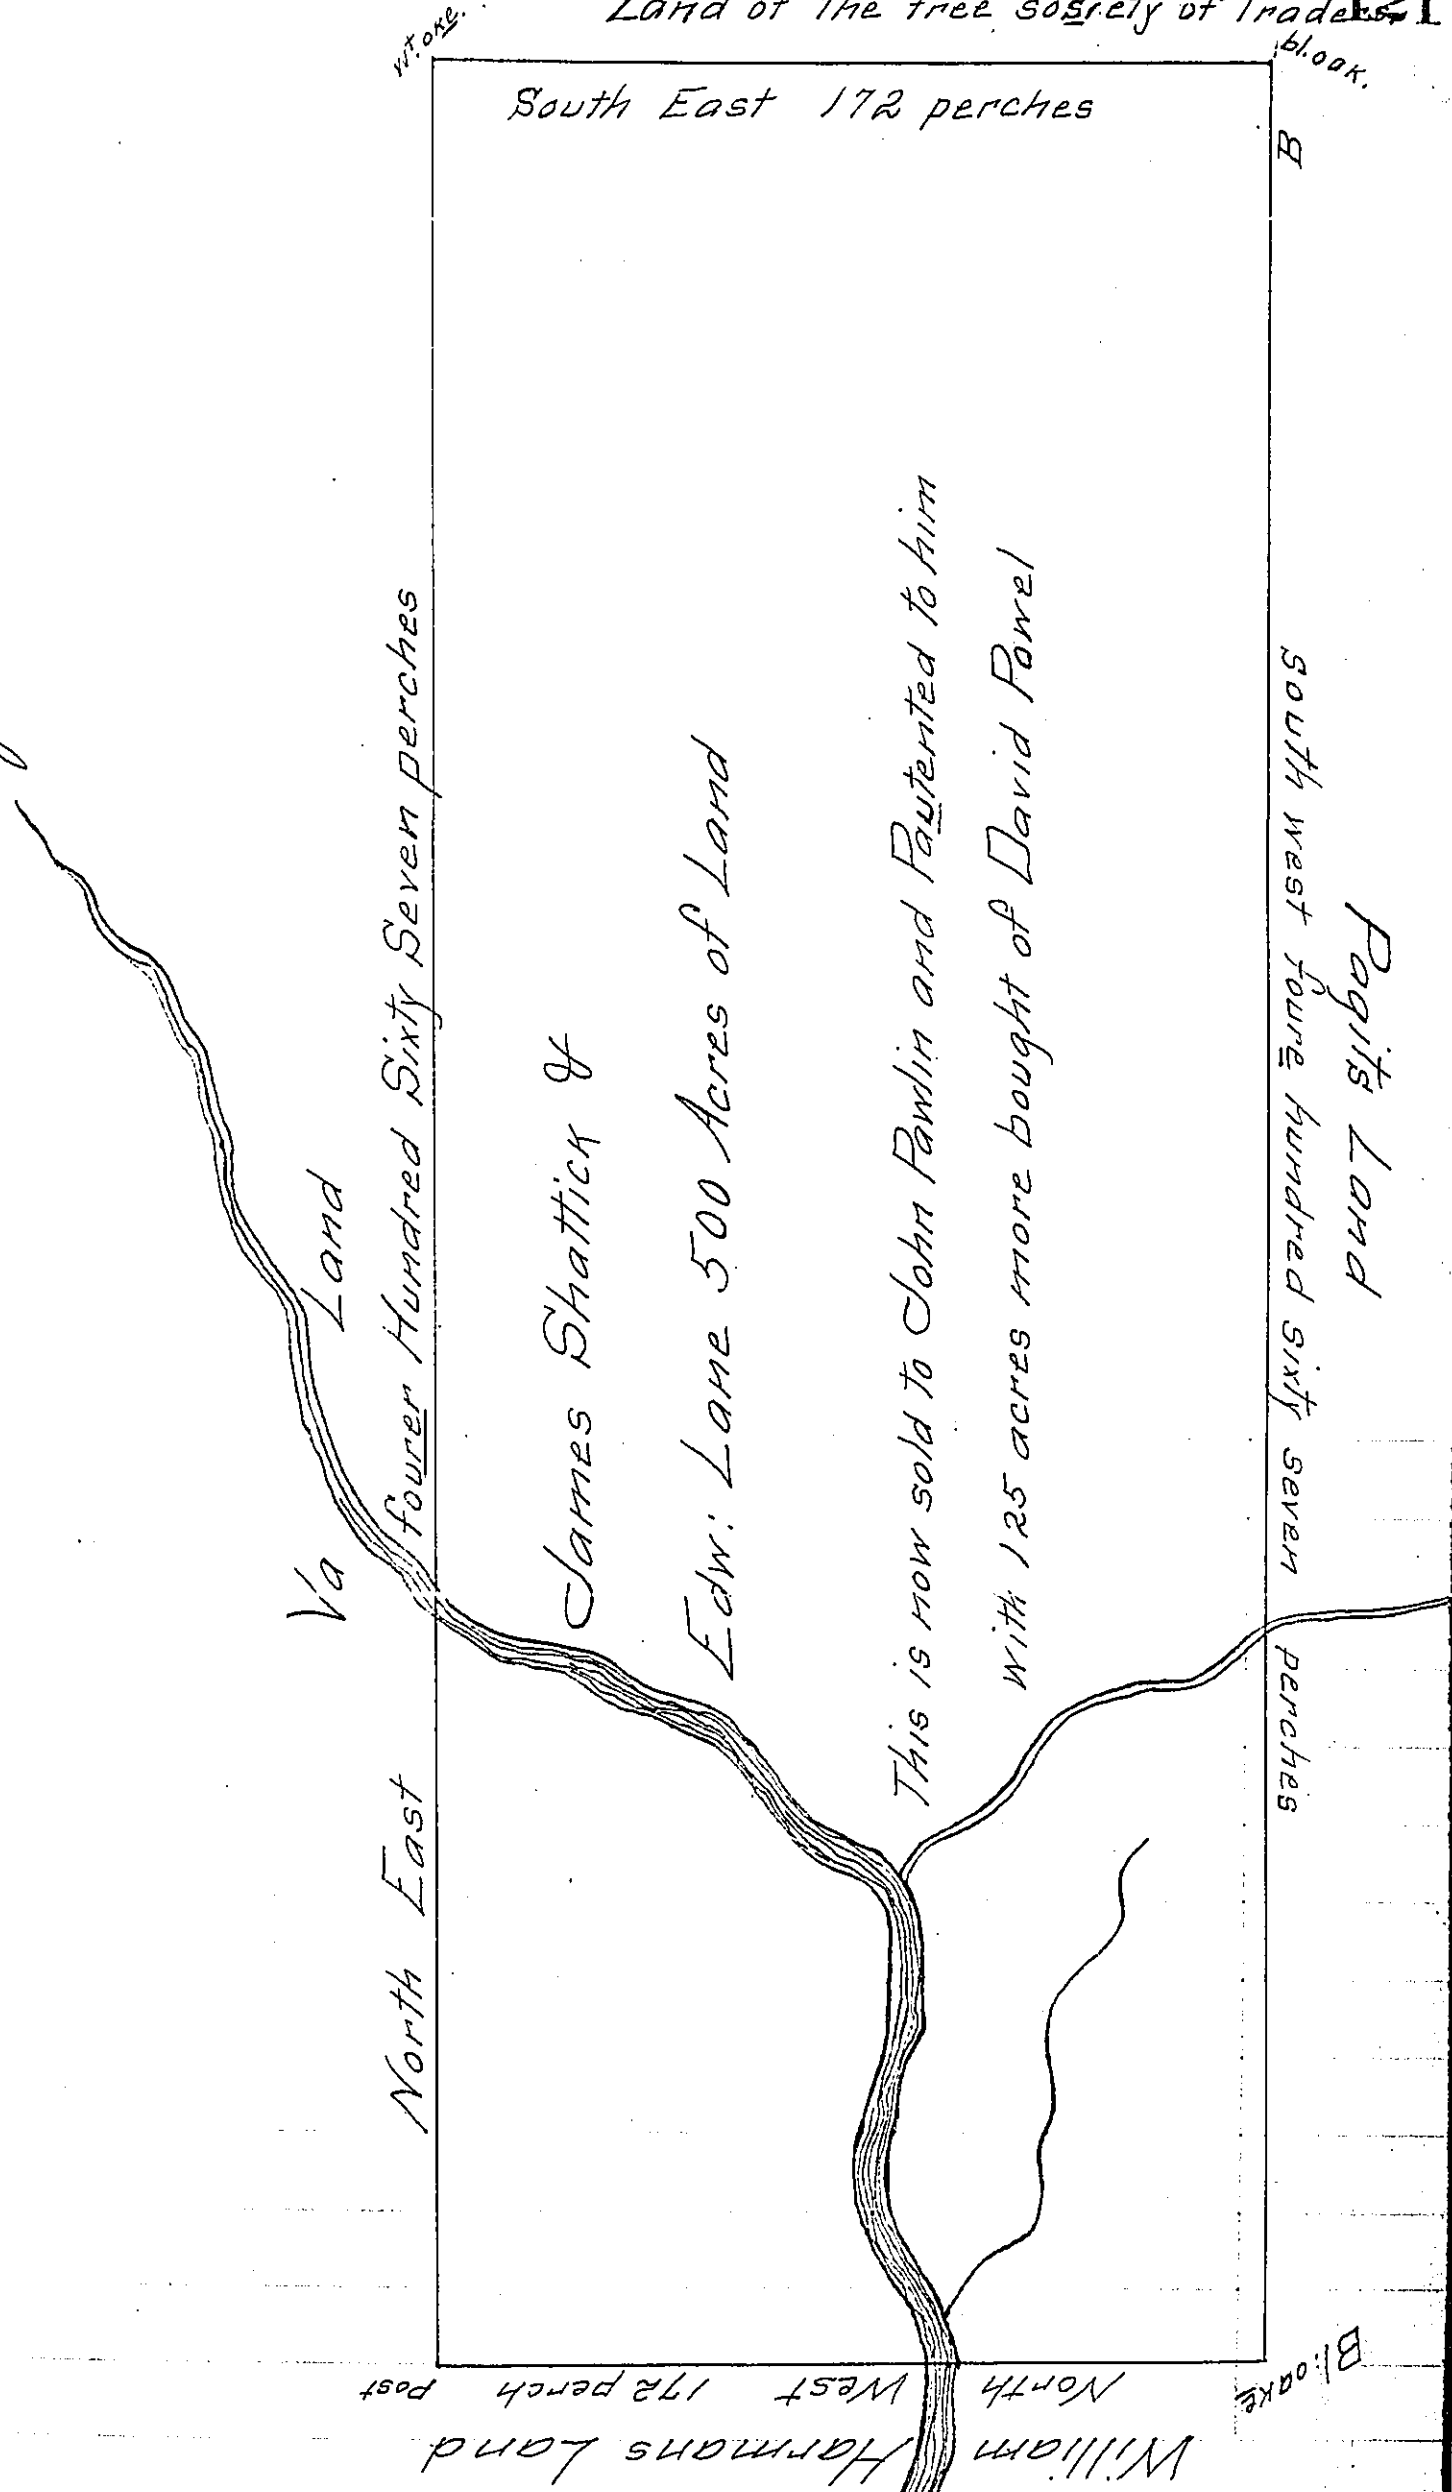 Land of The free sosiety of Traders
121
wt. oke.
bl. oak.
South East 172 perches
B
North East fourer Hundred Sixty Seven perches
Va Land
James Shattick &
Edw: Lane 500 Acres of Land
This is now sold to John Pawlin and Pautented to him
with 125 acres more bought of David Powel
South west foure hundred sixty seven perches
Pagits Land
Bl: oake
North West 172 perch
Post
William Harmans Land